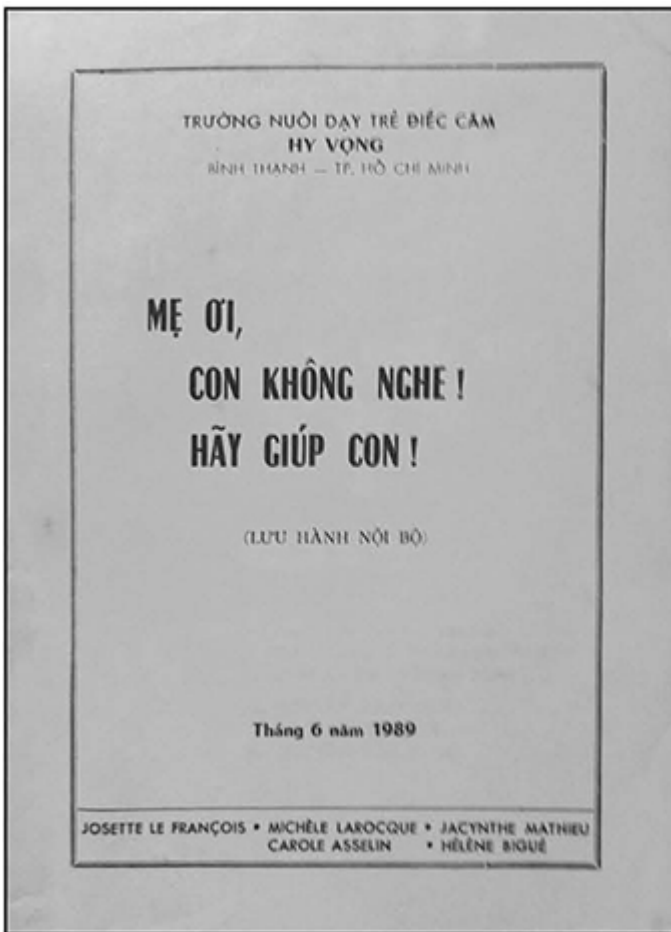 TRƯỜNG NUÔI DẠY TRẺ ĐIẾC CÂM
HY VỌNG
BÌNH THẠNH — TP. HỒ CHÍ MINH
MẸ ƠI,
CON KHÔNG NGHE !
HÃY GIÚP CON !
(LƯU HÀNH NỘI BỘ)
Tháng 6 năm 1989
JOSETTE LE FRANÇOIS • MICHÈLE LAROCQUE • JACYNTHE MATHIEU
CAROLE ASSELIN • HÉLÈNE BIGUÉ